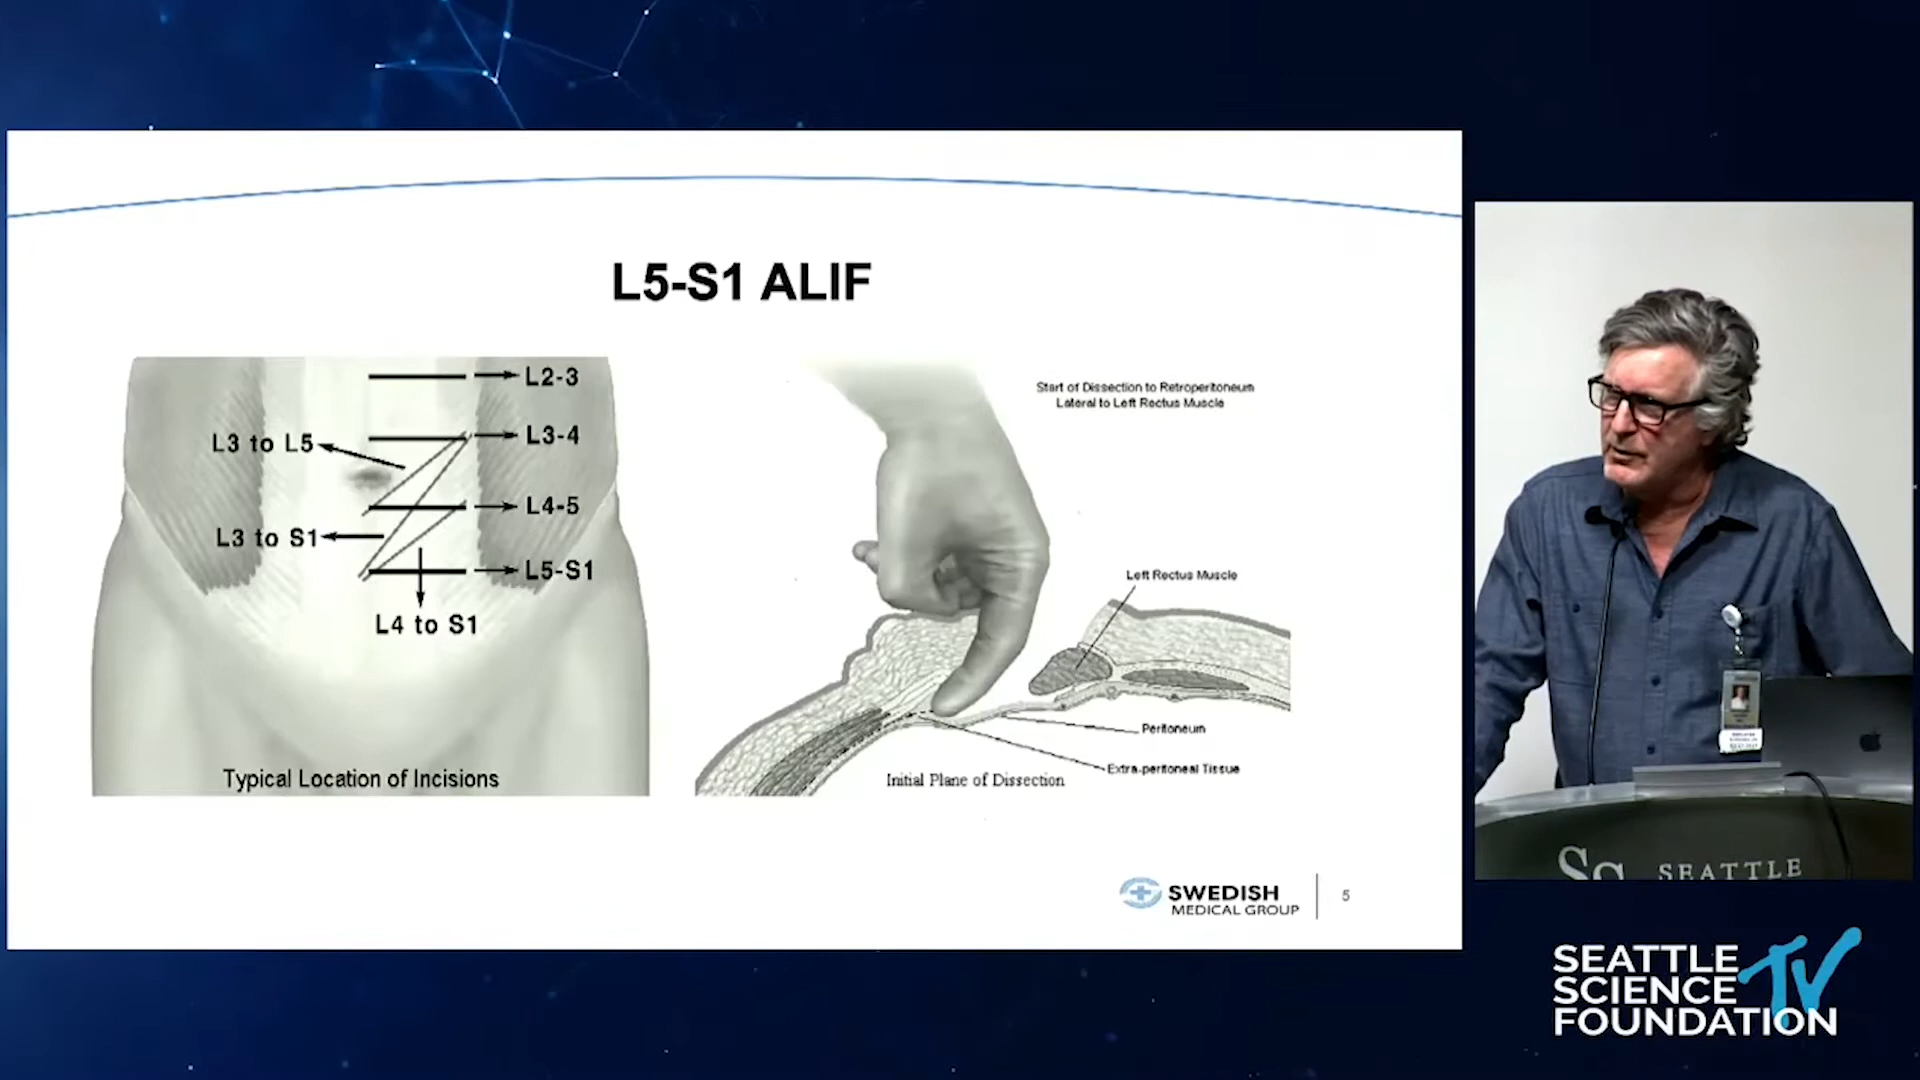 L5-S1 ALIF
L2-3
L3-4
L3 to L5
L4-5
L3 to S1
L5-S1
L4 to S1
Typical Location of Incisions
Start of Dissection to Retroperitoneum
Lateral to Left Rectus Muscle
Left Rectus Muscle
Peritoneum
Extra-peritoneal Tissue
Initial Plane of Dissection
SWEDISH
MEDICAL GROUP
5
SEATTLE
SEATTLE
SCIENCE
FOUNDATION
TV